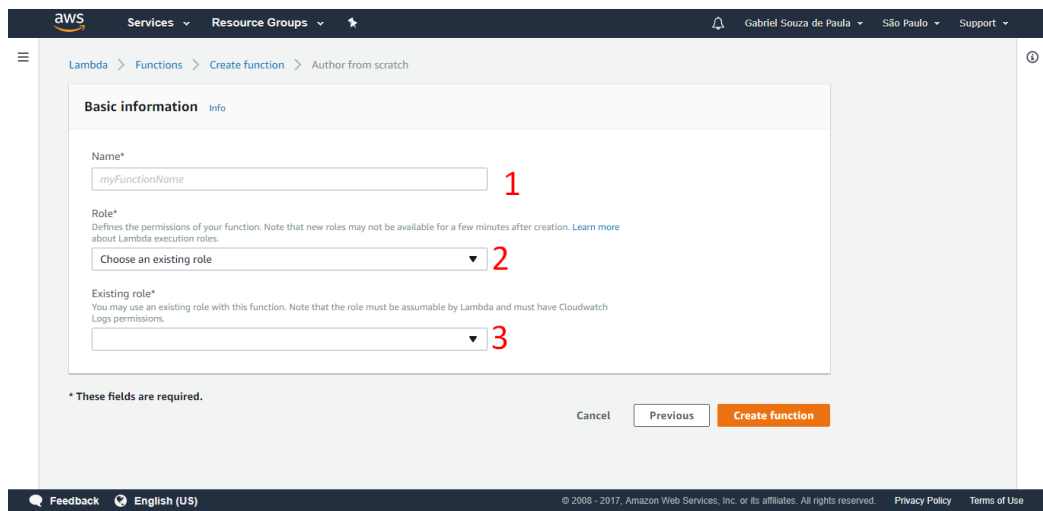 aws Services Resource Groups Gabriel Souza de Paula São Paulo Support
Lambda > Functions > Create function > Author from scratch
Basic information Info
Name*
myFunctionName
1
Role*
Defines the permissions of your function. Note that new roles may not be available for a few minutes after creation. Learn more
about Lambda execution roles.
Choose an existing role
2
Existing role*
You may use an existing role with this function. Note that the role must be assumable by Lambda and must have Cloudwatch
Logs permissions.
3
* These fields are required.
Cancel Previous Create function
Feedback English (US) © 2008 - 2017, Amazon Web Services, Inc. or its affiliates. All rights reserved. Privacy Policy Terms of Use